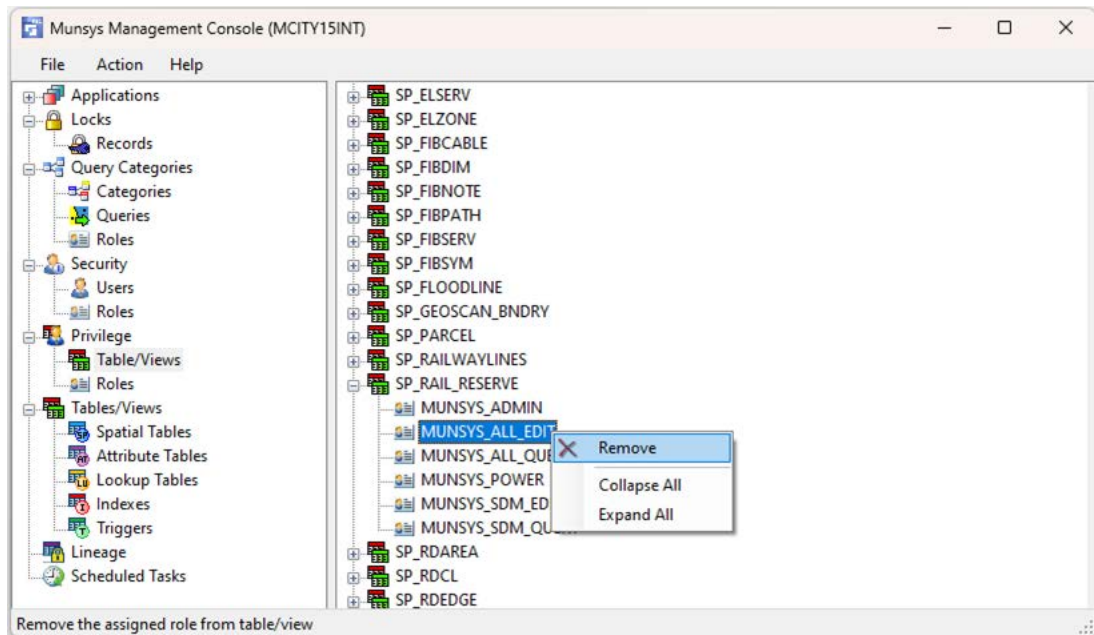 Munsys Management Console (MCITY15INT)
File Action Help
Applications
Locks
Records
Query Categories
Categories
Queries
Roles
Security
Users
Roles
Privilege
Table/Views
Roles
Tables/Views
Spatial Tables
Attribute Tables
Lookup Tables
Indexes
Triggers
Lineage
Scheduled Tasks
SP_ELSERV
SP_ELZONE
SP_FIBCABLE
SP_FIBDIM
SP_FIBNOTE
SP_FIBPATH
SP_FIBSERV
SP_FIBSYM
SP_FLOODLINE
SP_GEOSCAN_BNDRY
SP_PARCEL
SP_RAILWAYLINES
SP_RAIL_RESERVE
MUNSYS_ADMIN
MUNSYS_ALL_EDIT
MUNSYS_ALL_QUE
MUNSYS_POWER
MUNSYS_SDM_ED
MUNSYS_SDM_QU
SP_RDAREA
SP_RDCL
SP_RDEDGE
Remove
Collapse All
Expand All
Remove the assigned role from table/view